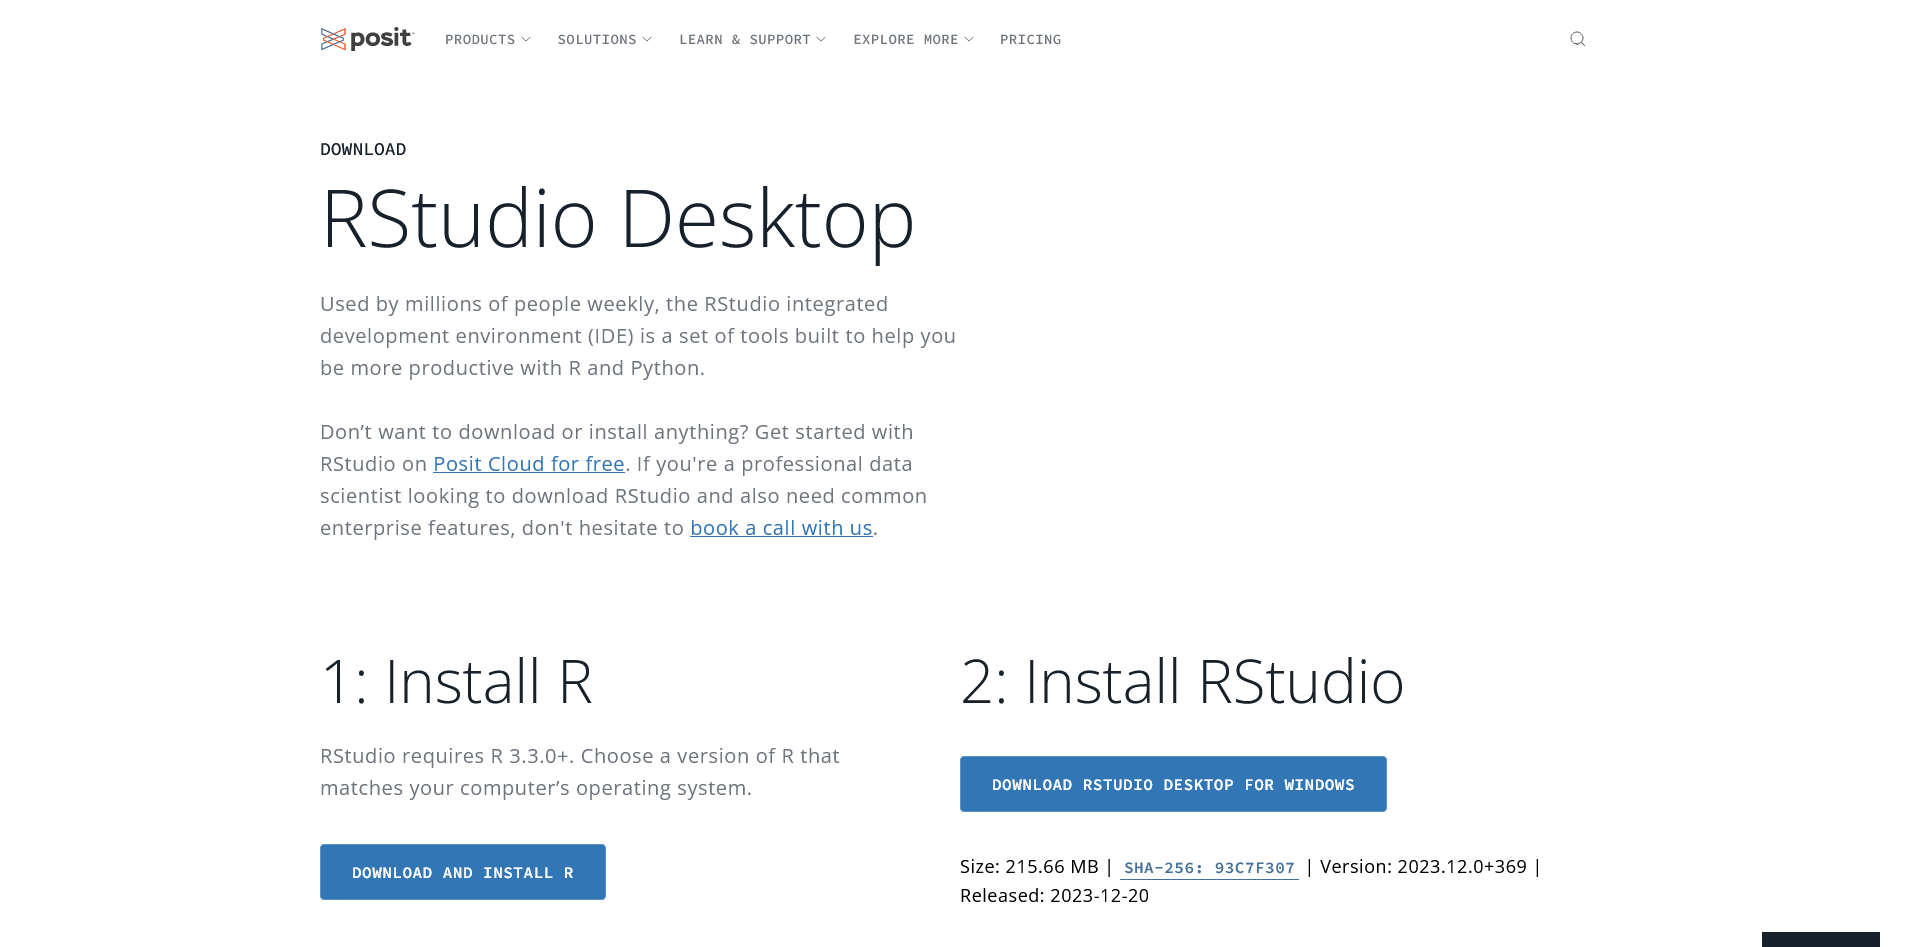 posit
PRODUCTS
SOLUTIONS
LEARN & SUPPORT
EXPLORE MORE
PRICING
DOWNLOAD
RStudio Desktop
Used by millions of people weekly, the RStudio integrated
development environment (IDE) is a set of tools built to help you
be more productive with R and Python.
Don’t want to download or install anything? Get started with
RStudio on Posit Cloud for free. If you're a professional data
scientist looking to download RStudio and also need common
enterprise features, don't hesitate to book a call with us.
1: Install R
RStudio requires R 3.3.0+. Choose a version of R that
matches your computer’s operating system.
DOWNLOAD AND INSTALL R
2: Install RStudio
DOWNLOAD RSTUDIO DESKTOP FOR WINDOWS
Size: 215.66 MB | SHA-256: 93C7F307 | Version: 2023.12.0+369 |
Released: 2023-12-20